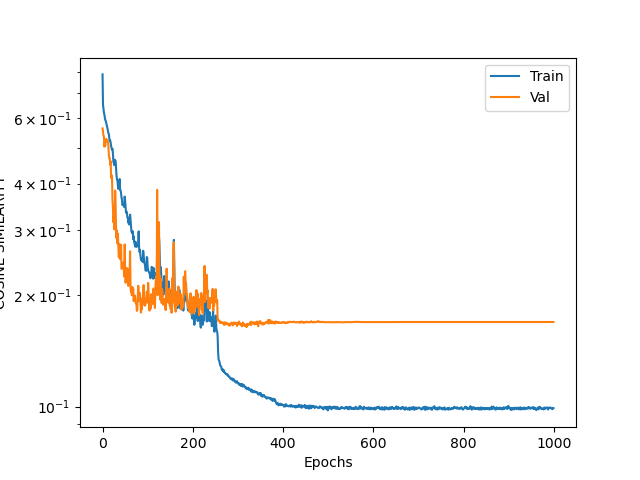 Train
Val
6 × 10⁻¹
4 × 10⁻¹
3 × 10⁻¹
2 × 10⁻¹
10⁻¹
COSINE SIMILARITY
0 200 400 600 800 1000
Epochs